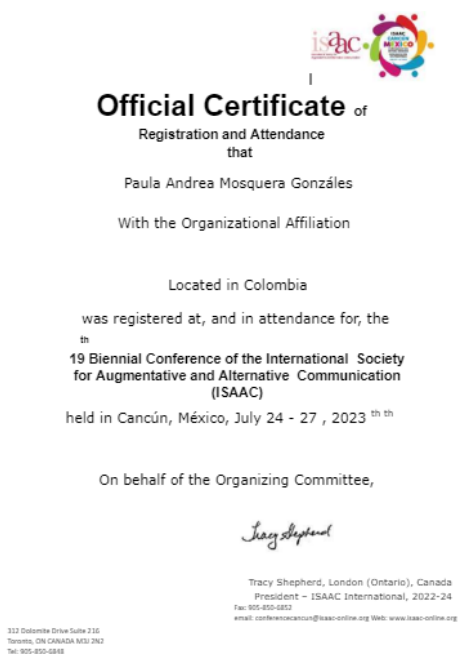 isaac
ISAAC
CANCÚN
MÉXICO
I
Official Certificate of
Registration and Attendance
that
Paula Andrea Mosquera Gonzáles
With the Organizational Affiliation
Located in Colombia
was registered at, and in attendance for, the
th
19 Biennial Conference of the International Society
for Augmentative and Alternative Communication
(ISAAC)
held in Cancún, México, July 24 - 27 , 2023 th th
On behalf of the Organizing Committee,
Tracy Shepherd
Tracy Shepherd, London (Ontario), Canada
President – ISAAC International, 2022-24
Fax: 905-850-6852
email: conferencecancun@isaac-online.org Web: www.isaac-online.org
312 Dolomite Drive Suite 216
Toronto, ON CANADA M3J 2N2
Tel: 905-850-6848